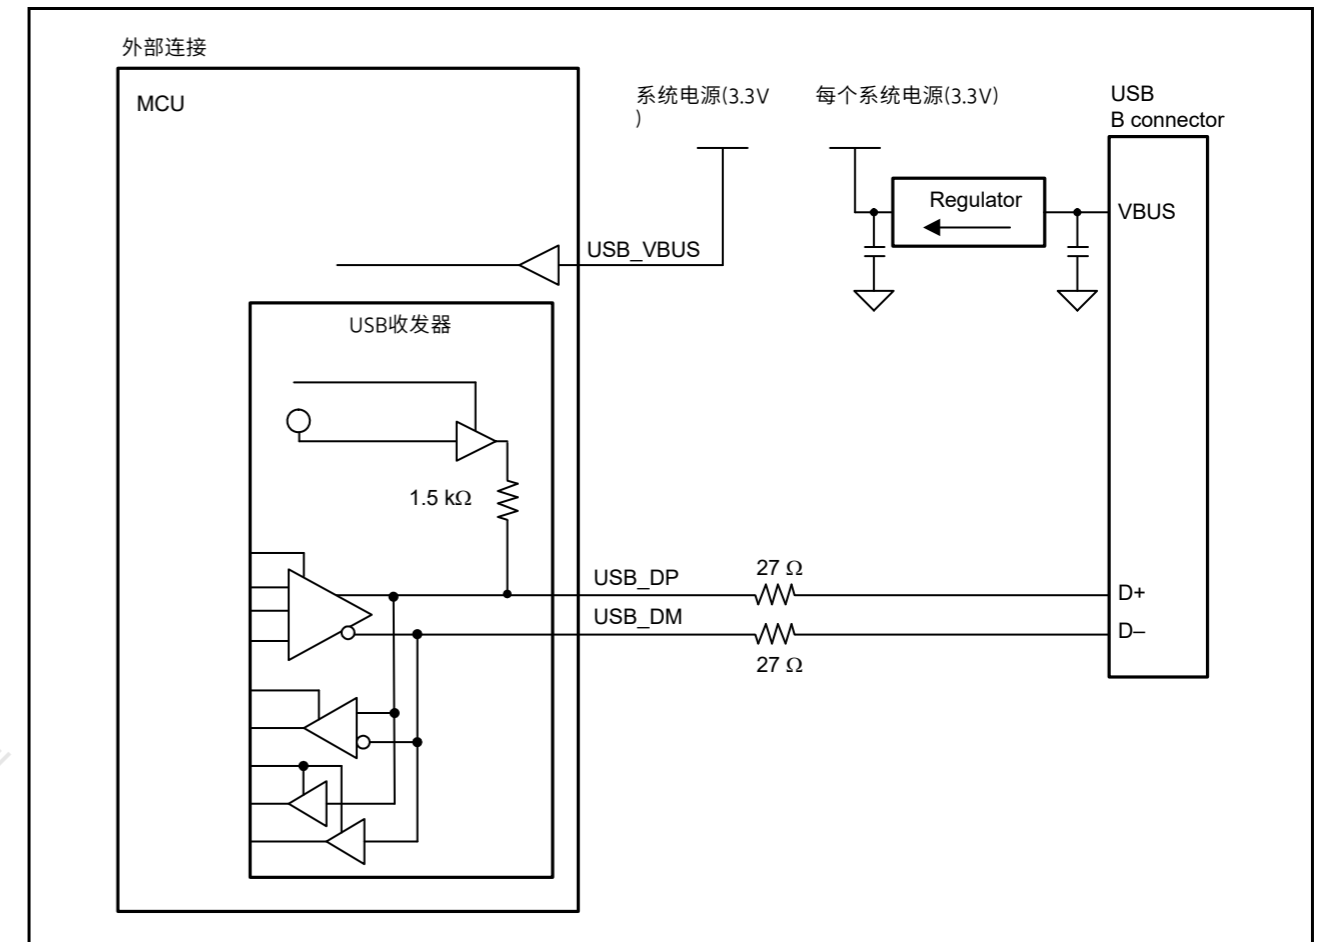 外部连接
MCU
系统电源(3.3V
)
每个系统电源(3.3V)
USB
B connector
Regulator
VBUS
USB_VBUS
USB收发器
1.5 kΩ
USB_DP
27 Ω
D+
USB_DM
D–
27 Ω